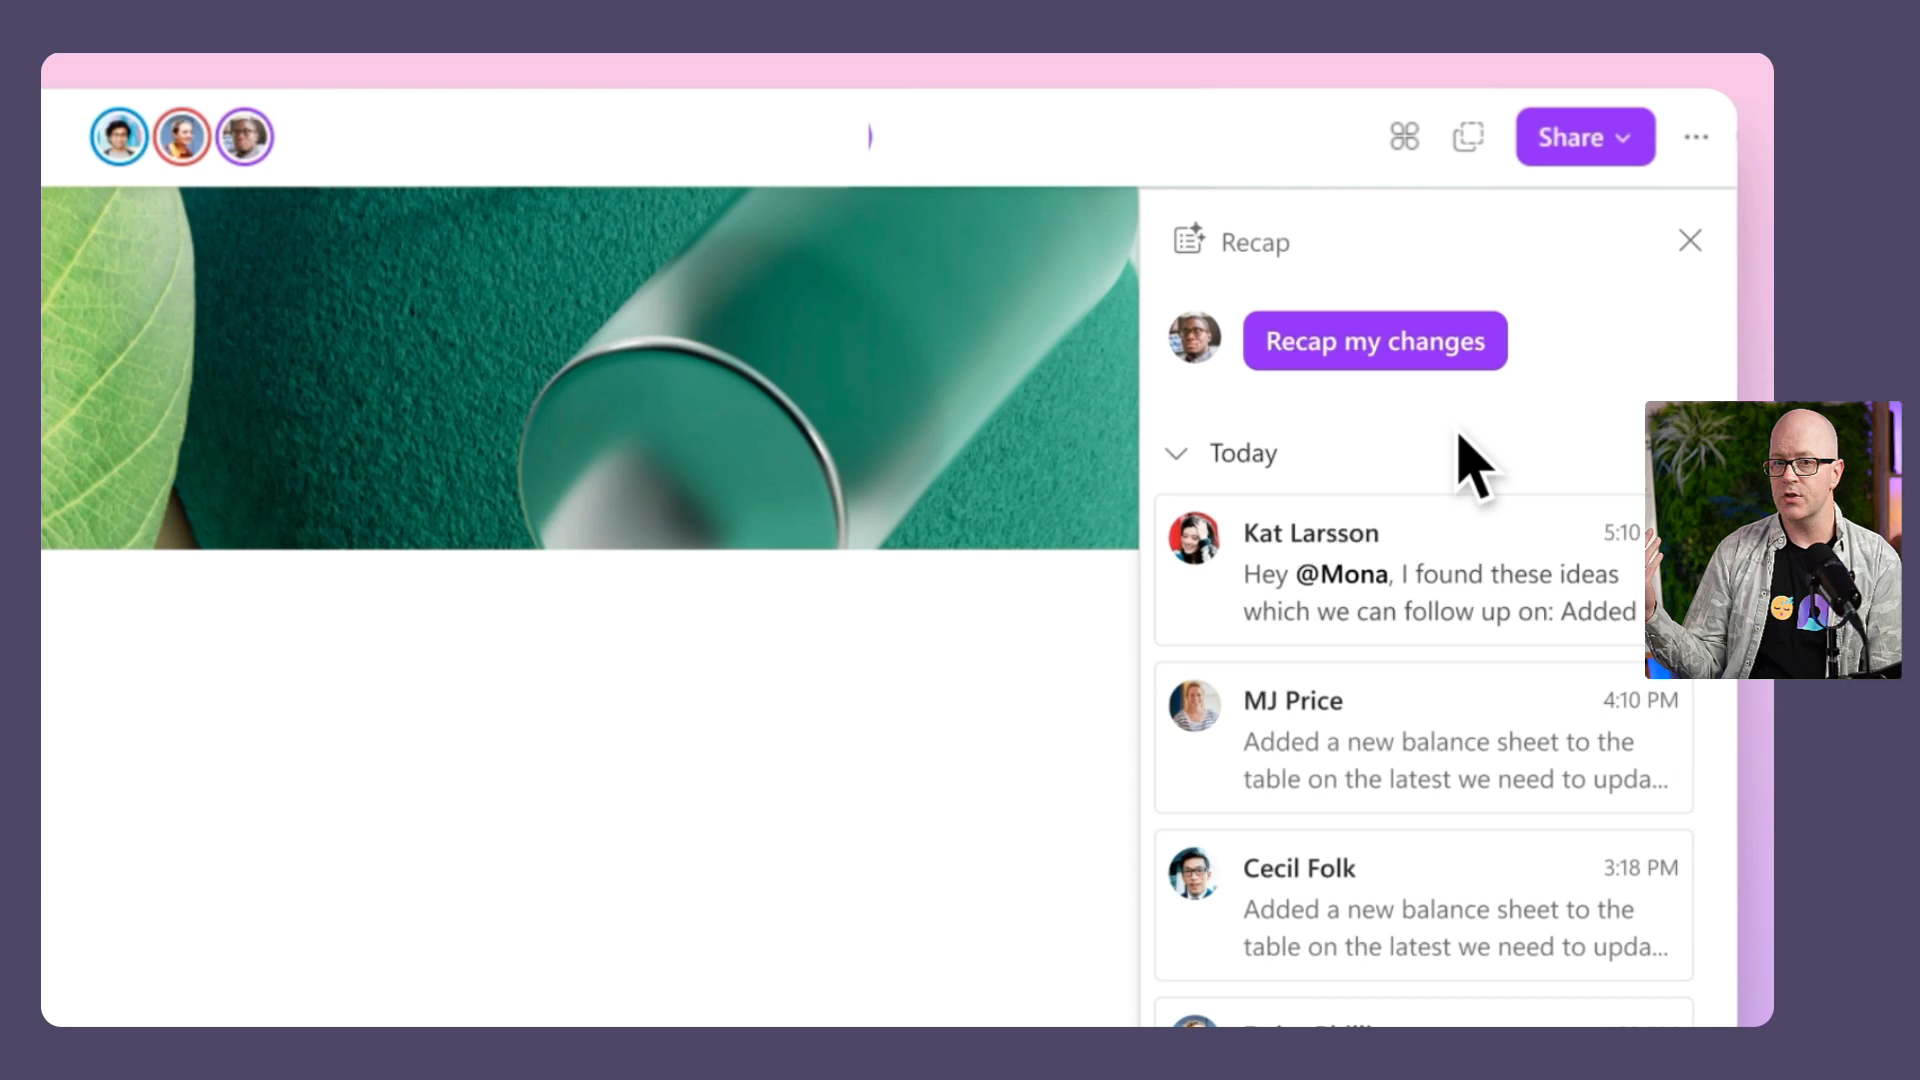 Share
Recap
Recap my changes
Today
Kat Larsson
5:10
Hey @Mona, I found these ideas
which we can follow up on: Added
MJ Price
4:10 PM
Added a new balance sheet to the
table on the latest we need to upda...
Cecil Folk
3:18 PM
Added a new balance sheet to the
table on the latest we need to upda...